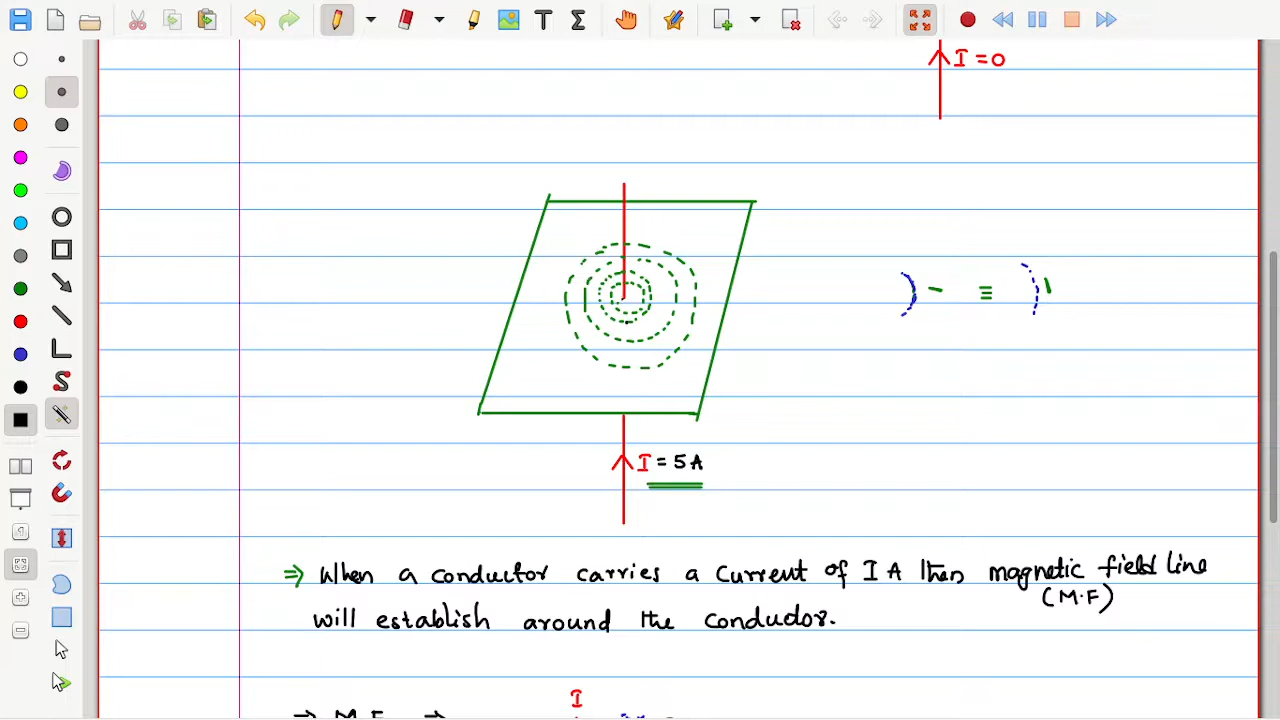 I = 0
I = 5A
⇒ When a conductor carries a current of I A then magnetic field line
(M.F)
will establish around the conductor.
I
⇒ M.F ⇒